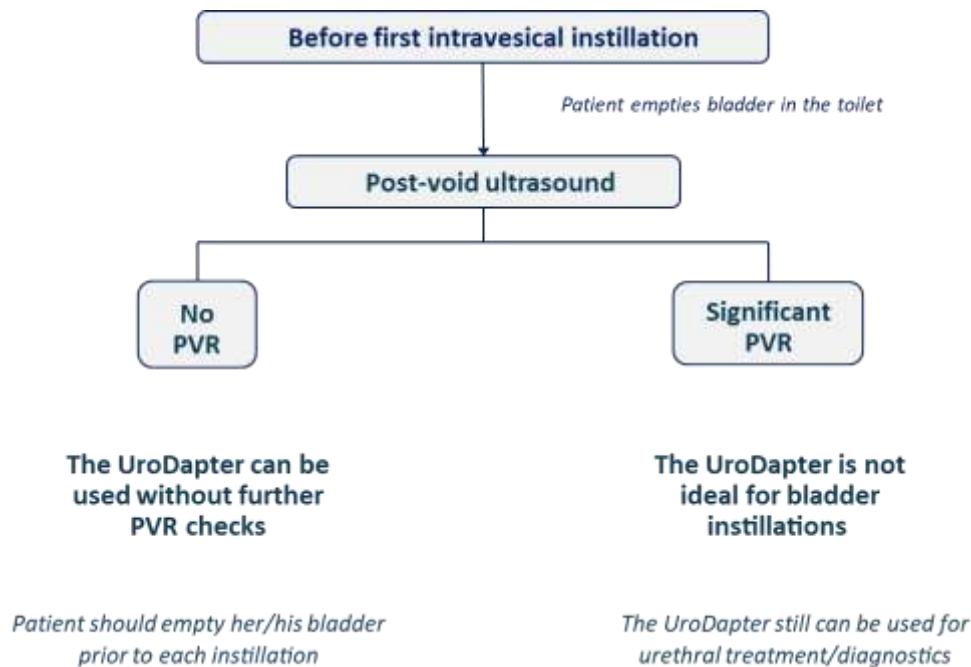 Before first intravesical instillation
Patient empties bladder in the toilet
Post-void ultrasound
No
PVR
Significant
PVR
The UroDapter can be
used without further
PVR checks
The UroDapter is not
ideal for bladder
instillations
Patient should empty her/his bladder
prior to each instillation
The UroDapter still can be used for
urethral treatment/diagnostics